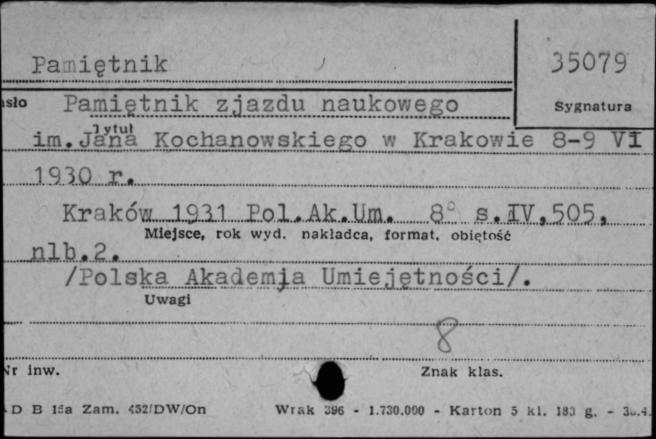 Pamiętnik
35079
Sygnatura
Pamiętnik zjazdu naukowego
Tytuł
im.Jana Kochanowskiego w Krakowie 8-9 VI
1930 r.
Kraków 1931 Pol.Ak.Um. 8° s.IV,505,
Miejsce, rok wyd. nakładca, format, objętość
nlb.2.
/Polska Akademja Umiejętności/.
Uwagi
8
Nr inw.
Znak klas.
D B 15a Zam. 452/DW/On Wrak 396 - 1.730.000 - Karton 5 kl. 183 g. -